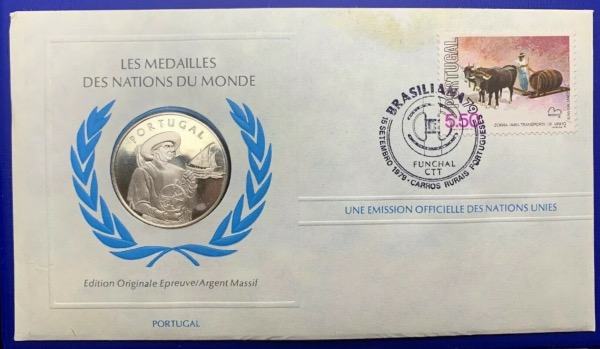 LES MEDAILLES
DES NATIONS DU MONDE
PORTUGAL
Edition Originale Epreuve/Argent Massif
PORTUGAL
PORTUGAL
5.50
BRASILIANA 79
FUNCHAL
CTT
15 SETEMBRO 1979 - CARROS RURAIS PORTUGUESES
UNE EMISSION OFFICIELLE DES NATIONS UNIES